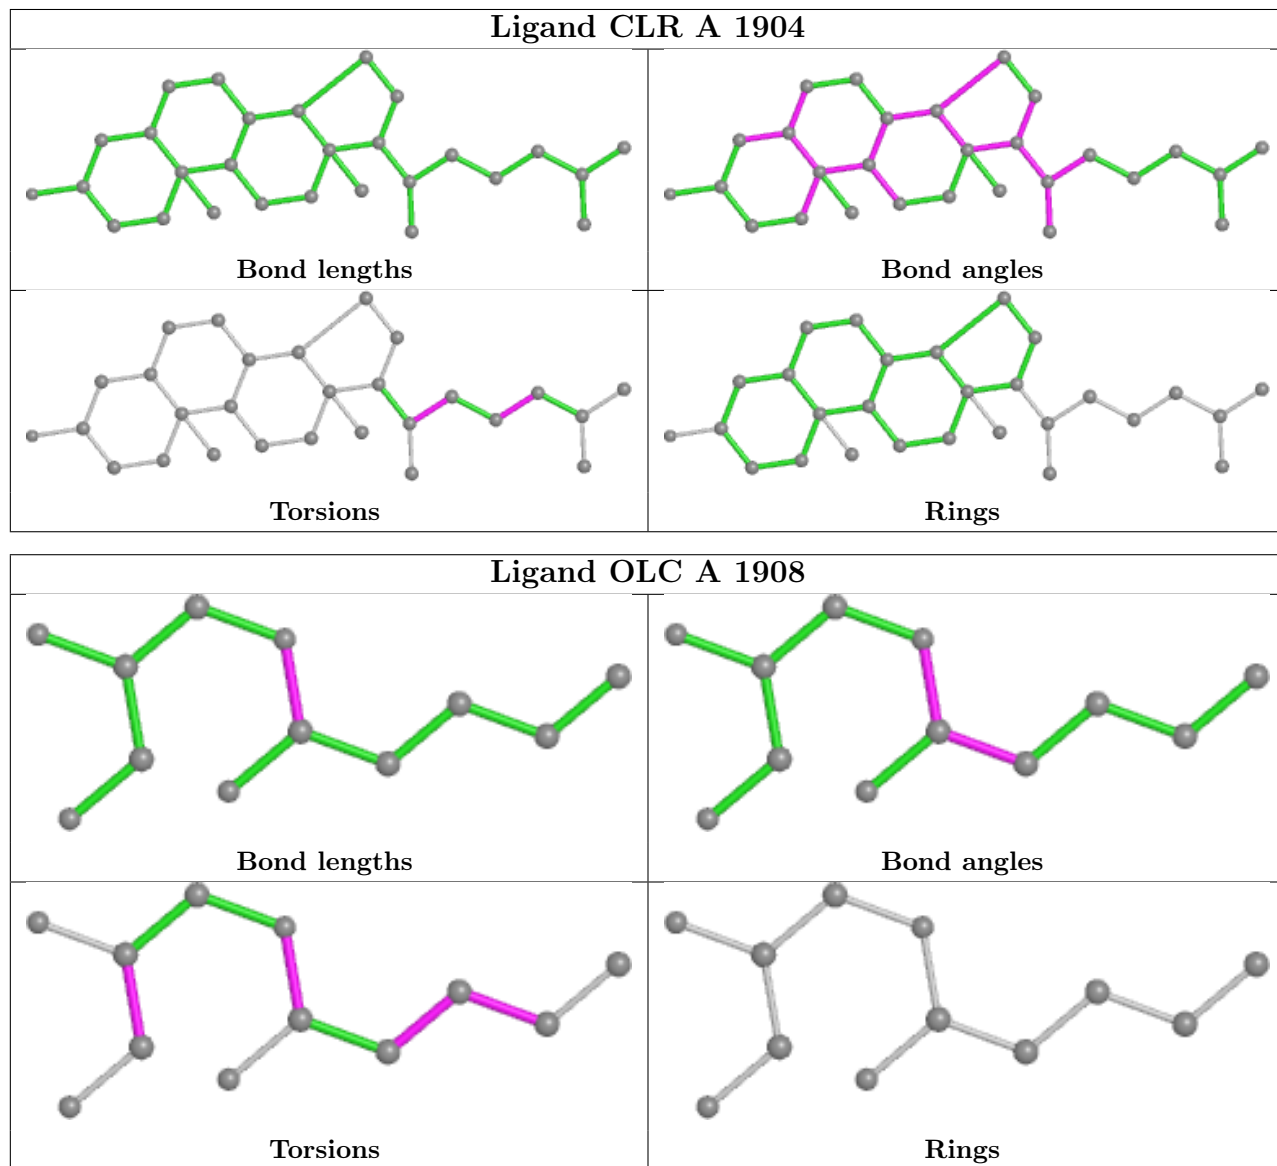 Ligand CLR A 1904
Bond lengths
Bond angles
Torsions
Rings
Ligand OLC A 1908
Bond lengths
Bond angles
Torsions
Rings